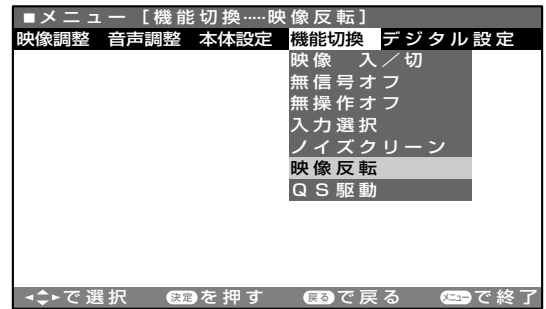 ■メニュー [機能切換……映像反転]
映像調整 音声調整 本体設定 機能切換 デジタル設定
映像 入／切
無信号オフ
無操作オフ
入力選択
ノイズクリーン
映像反転
ＱＳ駆動
で選択 決定を押す 戻るで戻る メニューで終了